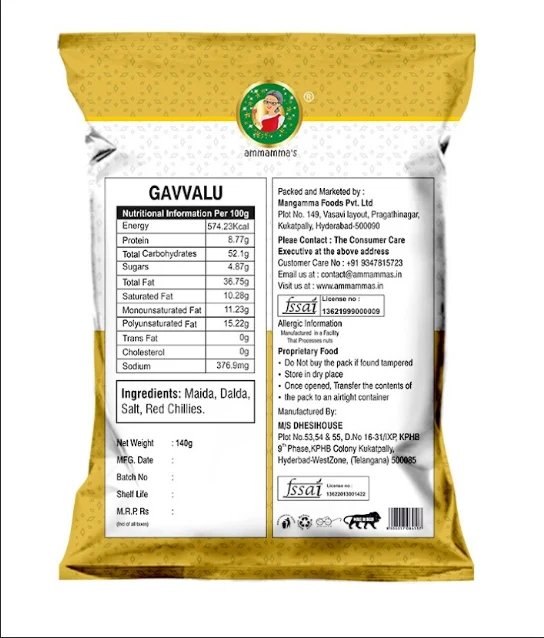 ®
ammamma's
GAVVALU
Nutritional Information Per 100g
Energy 574.23Kcal
Protein 8.77g
Total Carbohydrates 52.1g
Sugars 4.87g
Total Fat 36.75g
Saturated Fat 10.28g
Monounsaturated Fat 11.23g
Polyunsaturated Fat 15.22g
Trans Fat 0g
Cholesterol 0g
Sodium 376.9mg
Ingredients: Maida, Dalda,
Salt, Red Chillies.
Net Weight : 140g
MFG. Date :
Batch No :
Shelf Life :
M.R.P. Rs :
(Incl of all taxes)
Packed and Marketed by :
Mangamma Foods Pvt. Ltd
Plot No. 149, Vasavi layout, Pragathinagar,
Kukatpally, Hyderabad-500090
Pleae Contact : The Consumer Care
Executive at the above address
Customer Care No : +91 9347815723
Email us at : contact@ammammas.in
Visit us at : www.ammammas.in
fssai License no :
13621999000009
Allergic Information
Manufactured in a Facility
That Processes nuts
Proprietary Food
• Do Not buy the pack if found tampered
• Store in dry place
• Once opened, Transfer the contents of
• the pack to an airtight container
Manufactured By:
M/S DHESIHOUSE
Plot No.53,54 & 55, D.No 16-31/IXP, KPHB
9th Phase,KPHB Colony Kukatpally,
Hyderabad-WestZone, (Telangana) 500085
fssai License no :
13622013001422